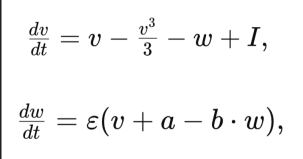 dv/dt = v − v³/3 − w + I,
dw/dt = ε(v + a − b · w),